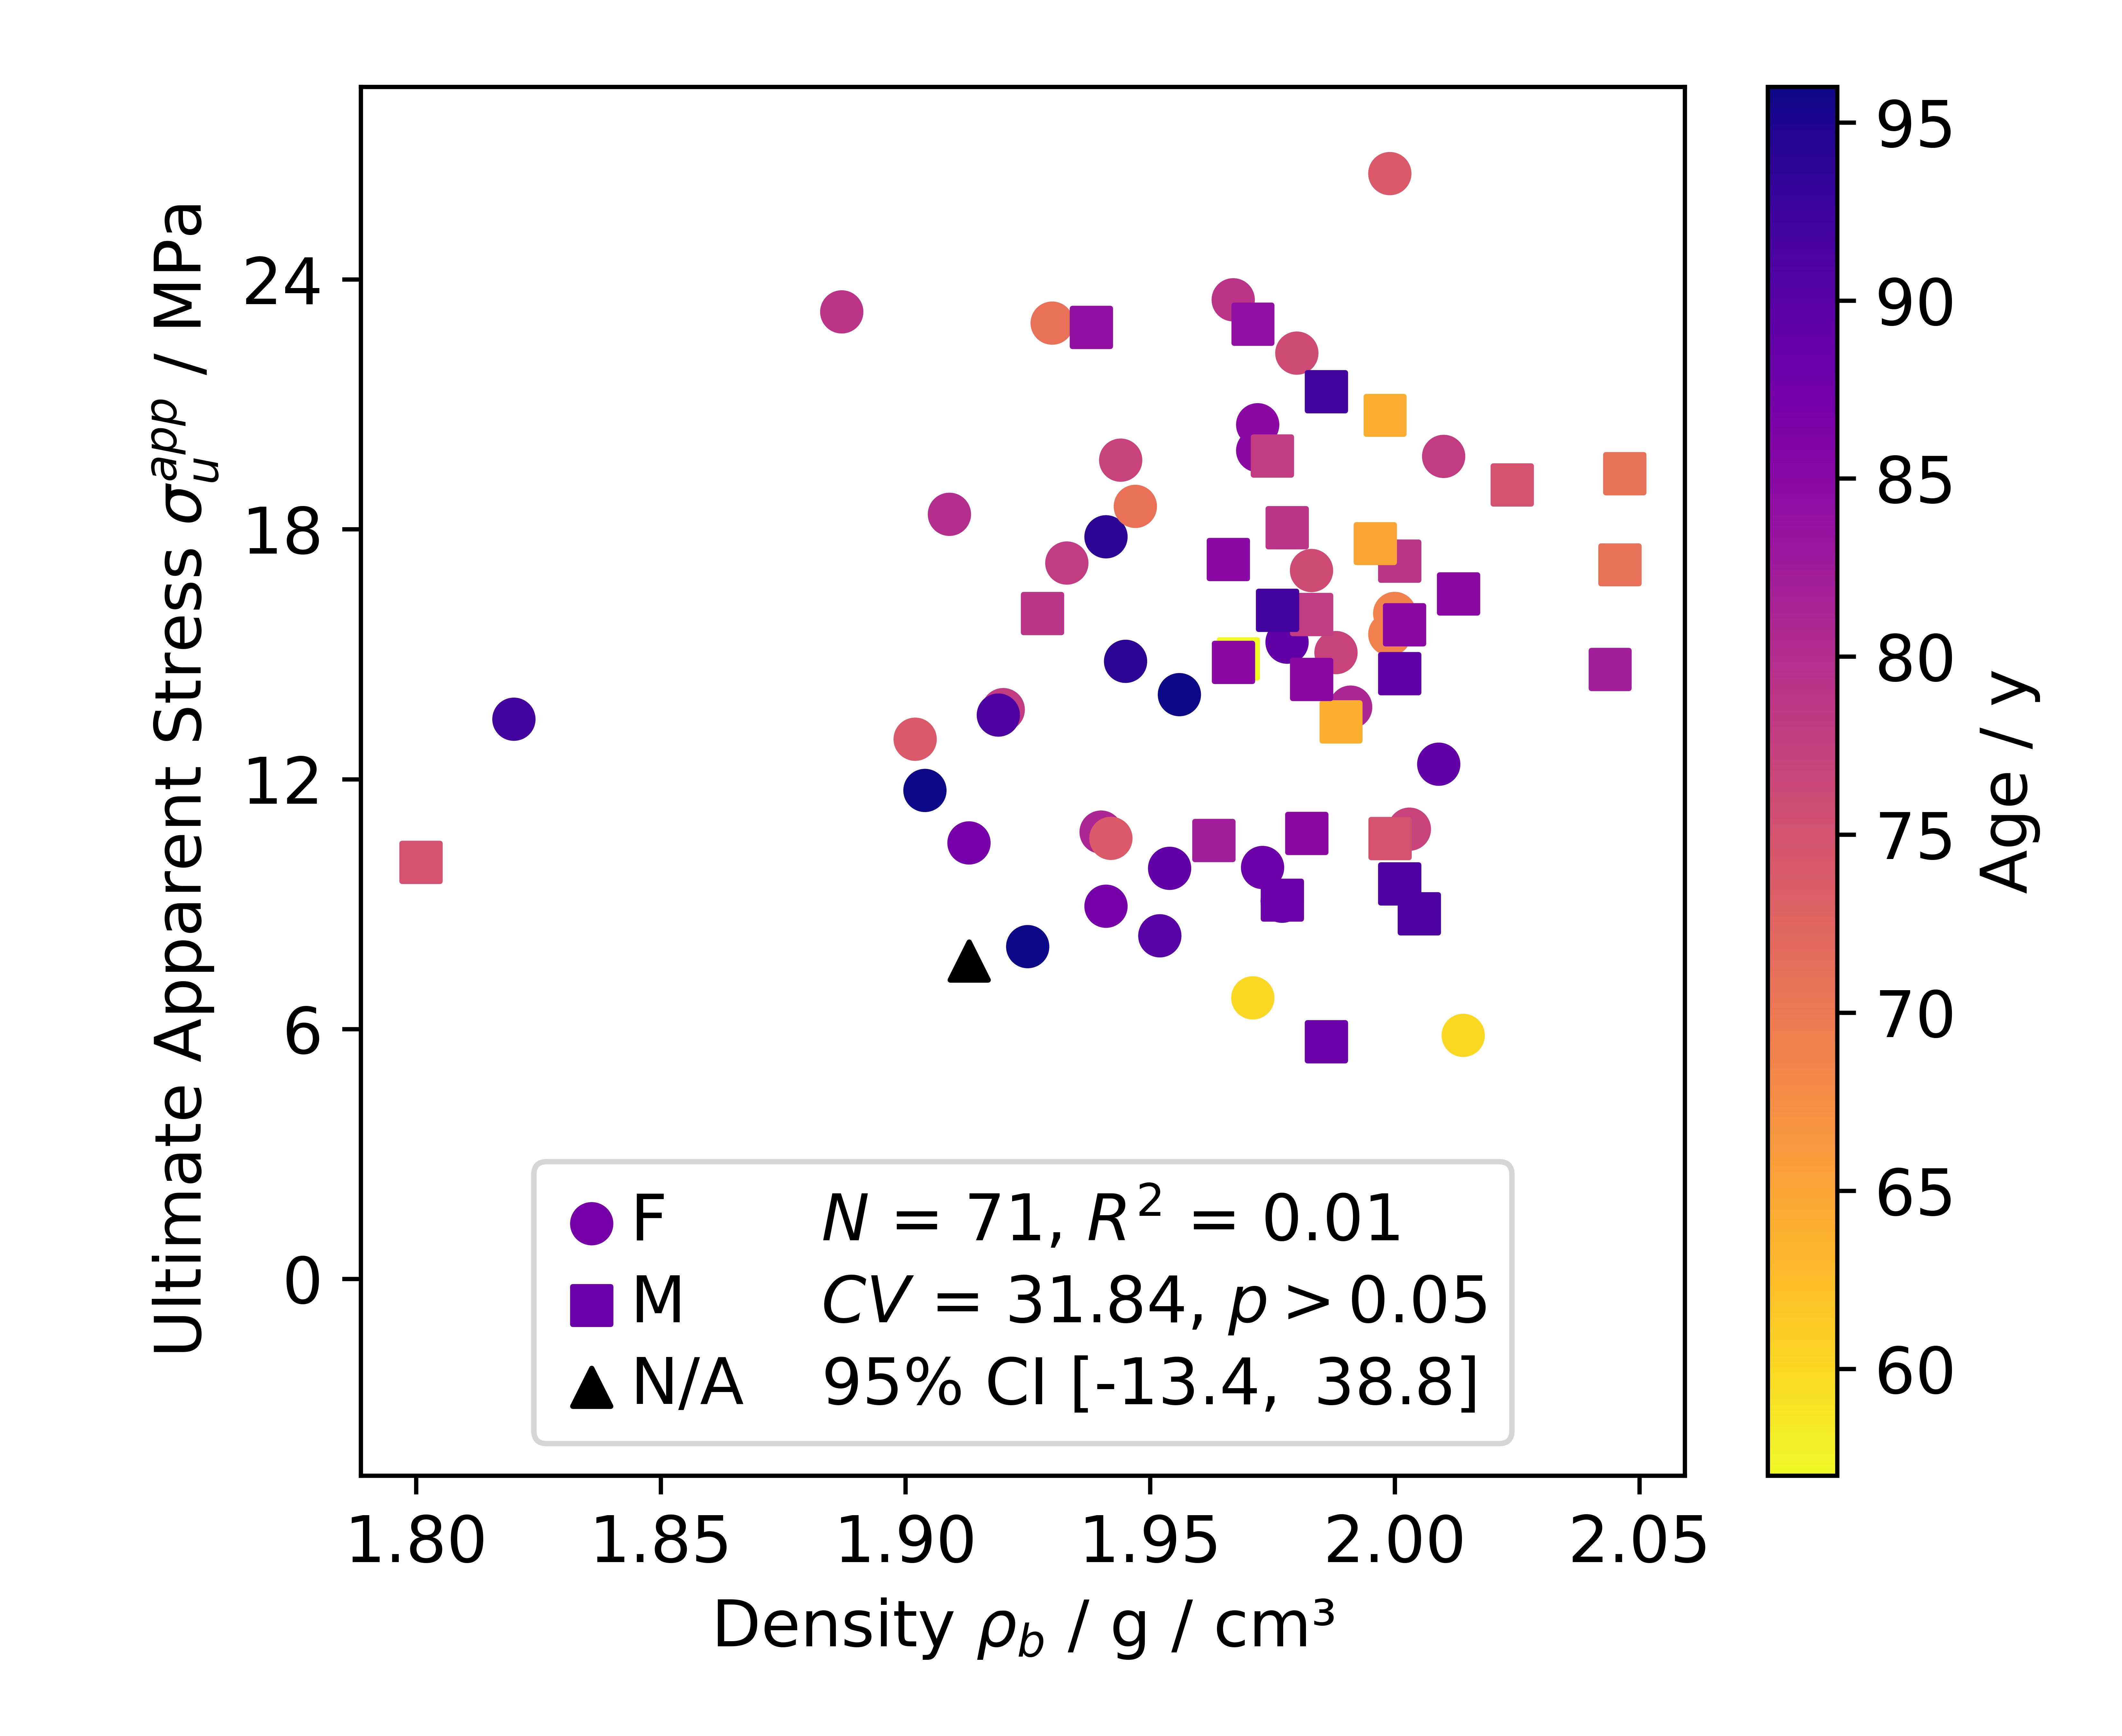 Ultimate Apparent Stress σᵤᵃᵖᵖ / MPa
24
18
12
6
0
F
M
N/A
N = 71, R² = 0.01
CV = 31.84, p > 0.05
95% CI [-13.4, 38.8]
1.80 1.85 1.90 1.95 2.00 2.05
Density ρ_b / g / cm³
95
90
85
80
75
70
65
60
Age / y